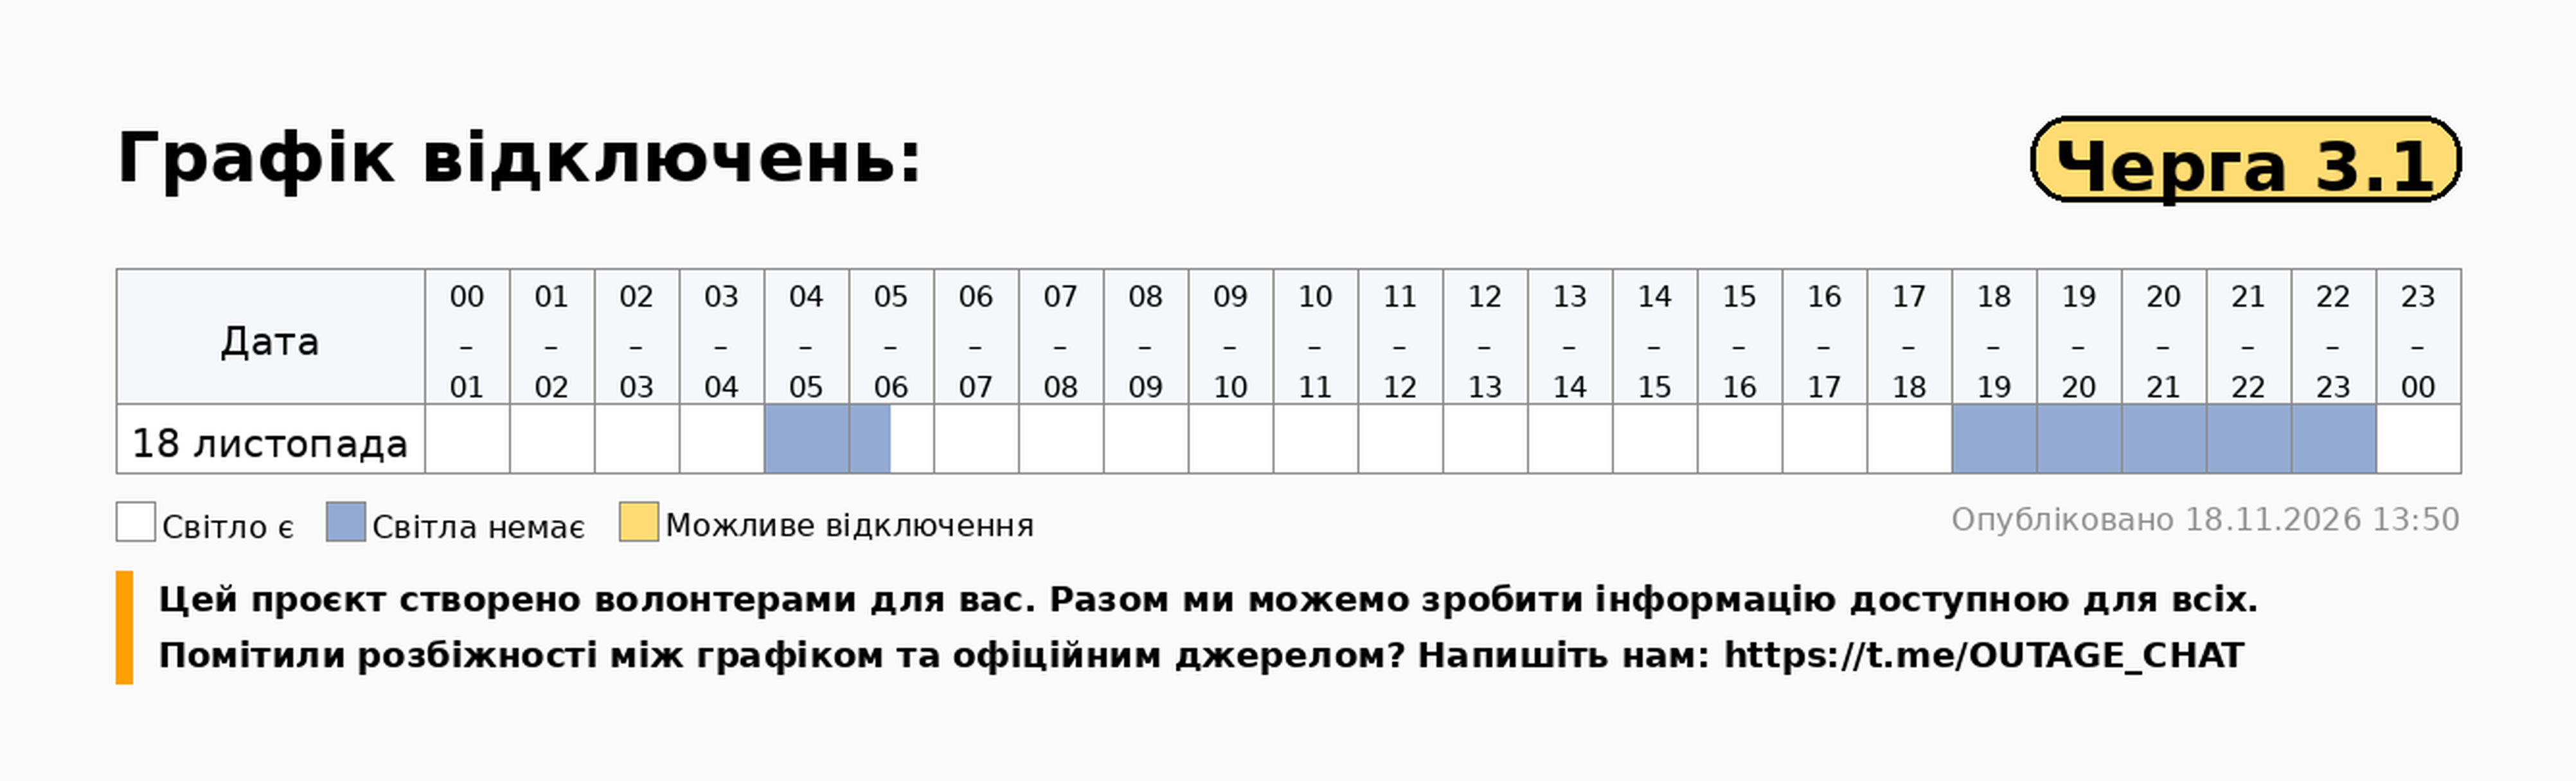 Графік відключень:
Черга 3.1
Дата
00 – 01
01 – 02
02 – 03
03 – 04
04 – 05
05 – 06
06 – 07
07 – 08
08 – 09
09 – 10
10 – 11
11 – 12
12 – 13
13 – 14
14 – 15
15 – 16
16 – 17
17 – 18
18 – 19
19 – 20
20 – 21
21 – 22
22 – 23
23 – 00
18 листопада
Світло є
Світла немає
Можливе відключення
Опубліковано 18.11.2026 13:50
Цей проєкт створено волонтерами для вас. Разом ми можемо зробити інформацію доступною для всіх.
Помітили розбіжності між графіком та офіційним джерелом? Напишіть нам: https://t.me/OUTAGE_CHAT